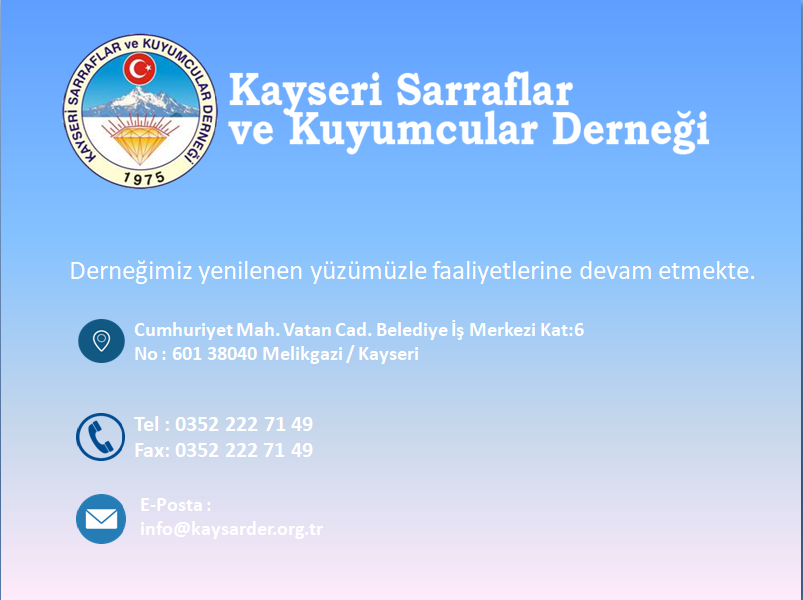 KAYSERİ SARRAFLAR ve KUYUMCULAR DERNEĞİ
1975
Kayseri Sarraflar
ve Kuyumcular Derneği
Derneğimiz yenilenen yüzümüzle faaliyetlerine devam etmekte.
Cumhuriyet Mah. Vatan Cad. Belediye İş Merkezi Kat:6
No : 601 38040 Melikgazi / Kayseri
Tel : 0352 222 71 49
Fax: 0352 222 71 49
E-Posta :
info@kaysarder.org.tr